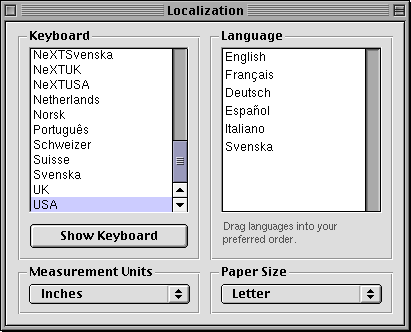 Localization
Keyboard
NeXTSvenska
NeXTUK
NeXTUSA
Netherlands
Norsk
Português
Schweizer
Suisse
Svenska
UK
USA
Show Keyboard
Language
English
Français
Deutsch
Español
Italiano
Svenska
Drag languages into your
preferred order.
Measurement Units
Inches
Paper Size
Letter